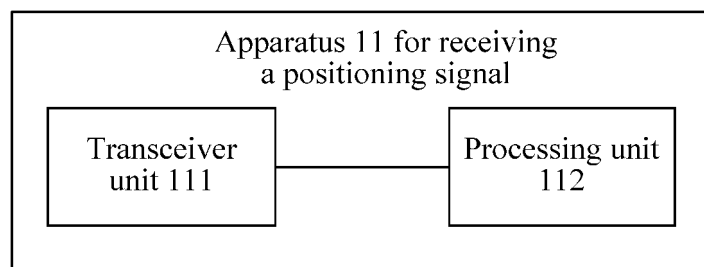 Apparatus 11 for receiving
a positioning signal
Transceiver
unit 111
Processing unit
112